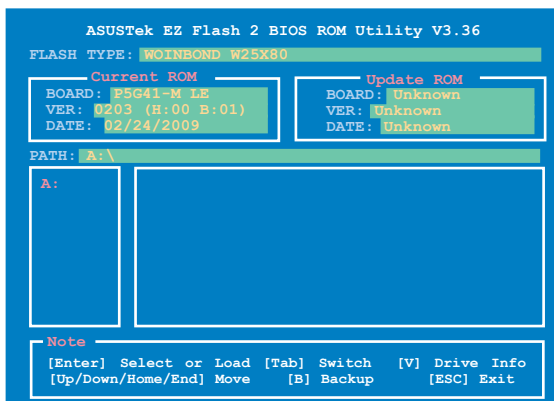 ASUSTek EZ Flash 2 BIOS ROM Utility V3.36
FLASH TYPE: WOINBOND W25X80
Current ROM
BOARD: P5G41-M LE
VER: 0203 (H:00 B:01)
DATE: 02/24/2009
Update ROM
BOARD: Unknown
VER: Unknown
DATE: Unknown
PATH: A:\
A:
Note
[Enter] Select or Load [Tab] Switch [V] Drive Info
[Up/Down/Home/End] Move [B] Backup [ESC] Exit